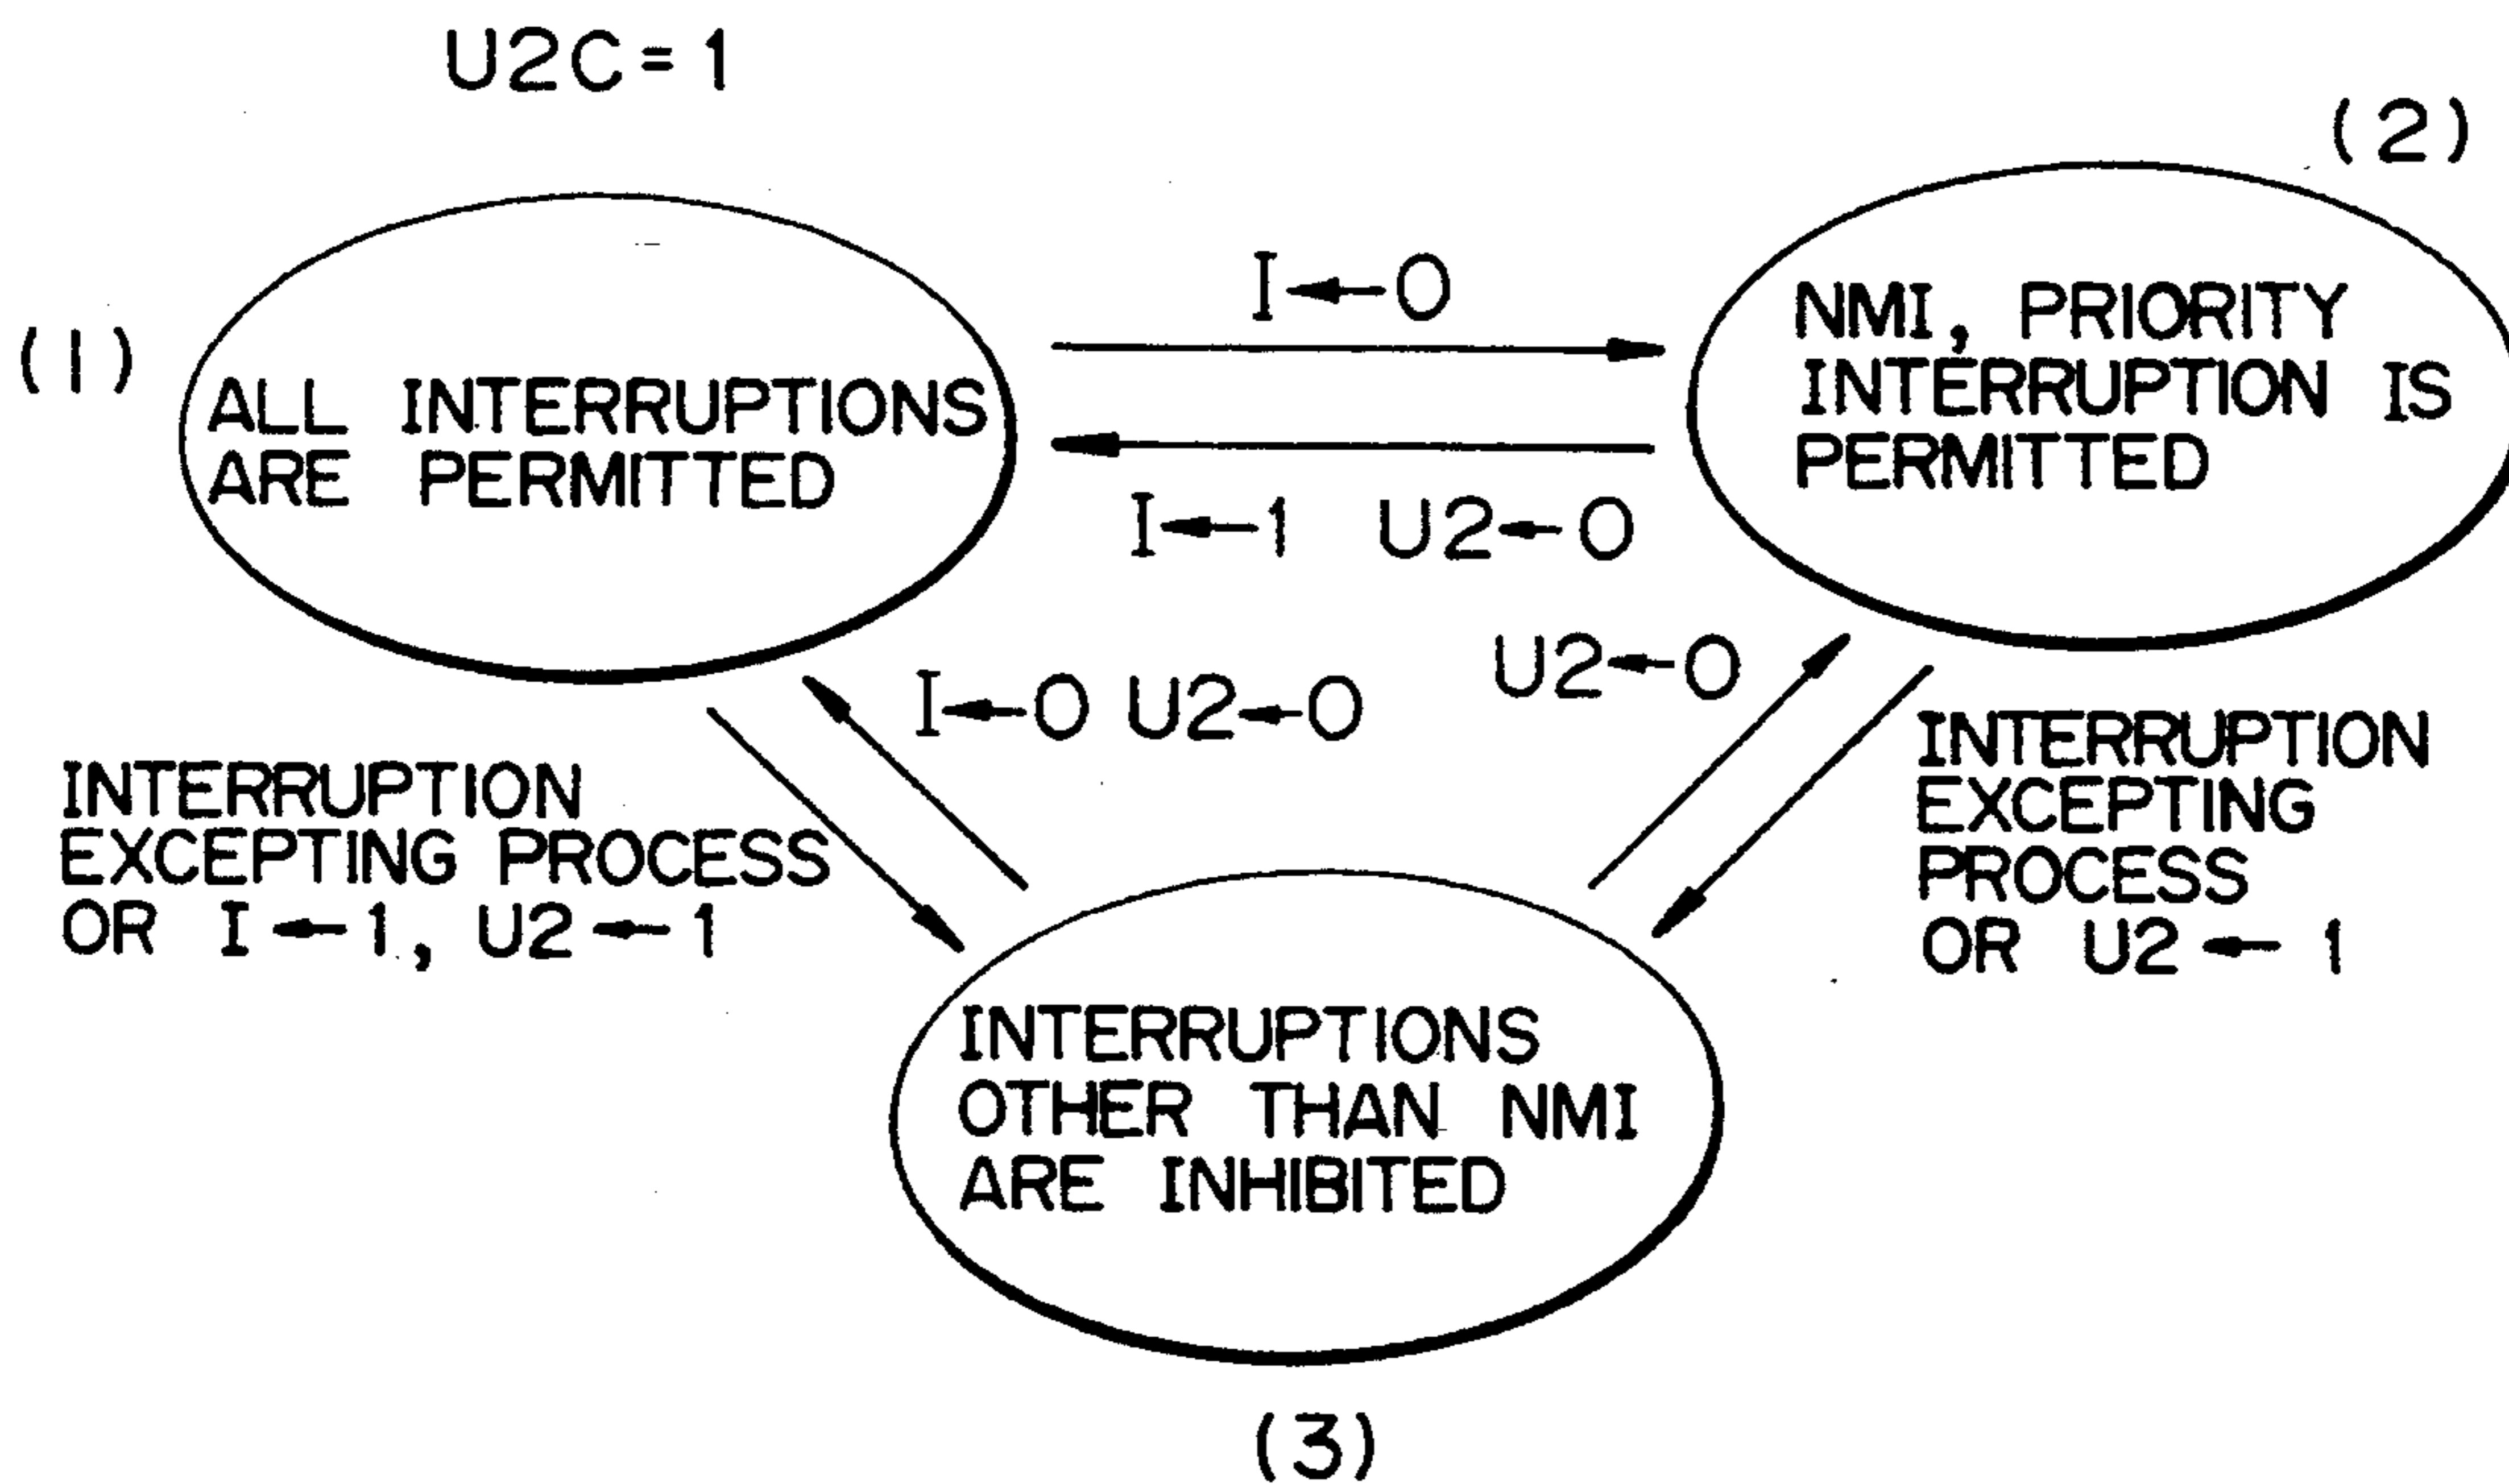 U2C=1
(2)
(1)
ALL INTERRUPTIONS
ARE PERMITTED
I←0
I←1 U2←0
NMI, PRIORITY
INTERRUPTION IS
PERMITTED
I←0 U2←0
U2←0
INTERRUPTION
EXCEPTING PROCESS
OR I←1, U2←1
INTERRUPTION
EXCEPTING
PROCESS
OR U2←1
INTERRUPTIONS
OTHER THAN NMI
ARE INHIBITED
(3)